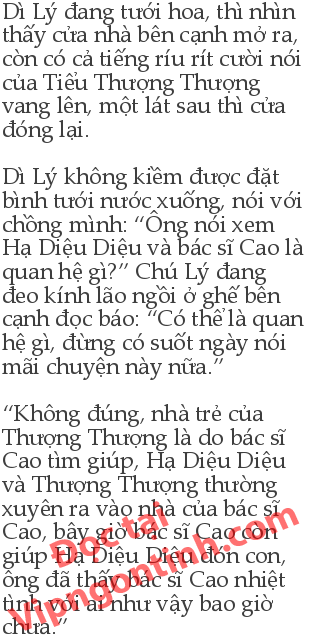 Dì Lý đang tưới hoa, thì nhìn
thấy cửa nhà bên cạnh mở ra,
còn có cả tiếng ríu rít cười nói
của Tiểu Thượng Thượng
vang lên, một lát sau thì cửa
đóng lại.
Dì Lý không kiềm được đặt
bình tưới nước xuống, nói với
chồng mình: “Ông nói xem
Hạ Diệu Diệu và bác sĩ Cao là
quan hệ gì?” Chú Lý đang
đeo kính lão ngồi ở ghế bên
cạnh đọc báo: “Có thể là quan
hệ gì, đừng có suốt ngày nói
mãi chuyện này nữa.”
“Không đúng, nhà trẻ của
Thượng Thượng là do bác sĩ
Cao tìm giúp, Hạ Diệu Diệu
và Thượng Thượng thường
xuyên ra vào nhà của bác sĩ
Cao, bây giờ bác sĩ Cao còn
giúp Hạ Diệu Diệu đón con,
ông đã thấy bác sĩ Cao nhiệt
tình với ai như vậy bao giờ
chưa.”
Đọc tại
Vipngontinh.com